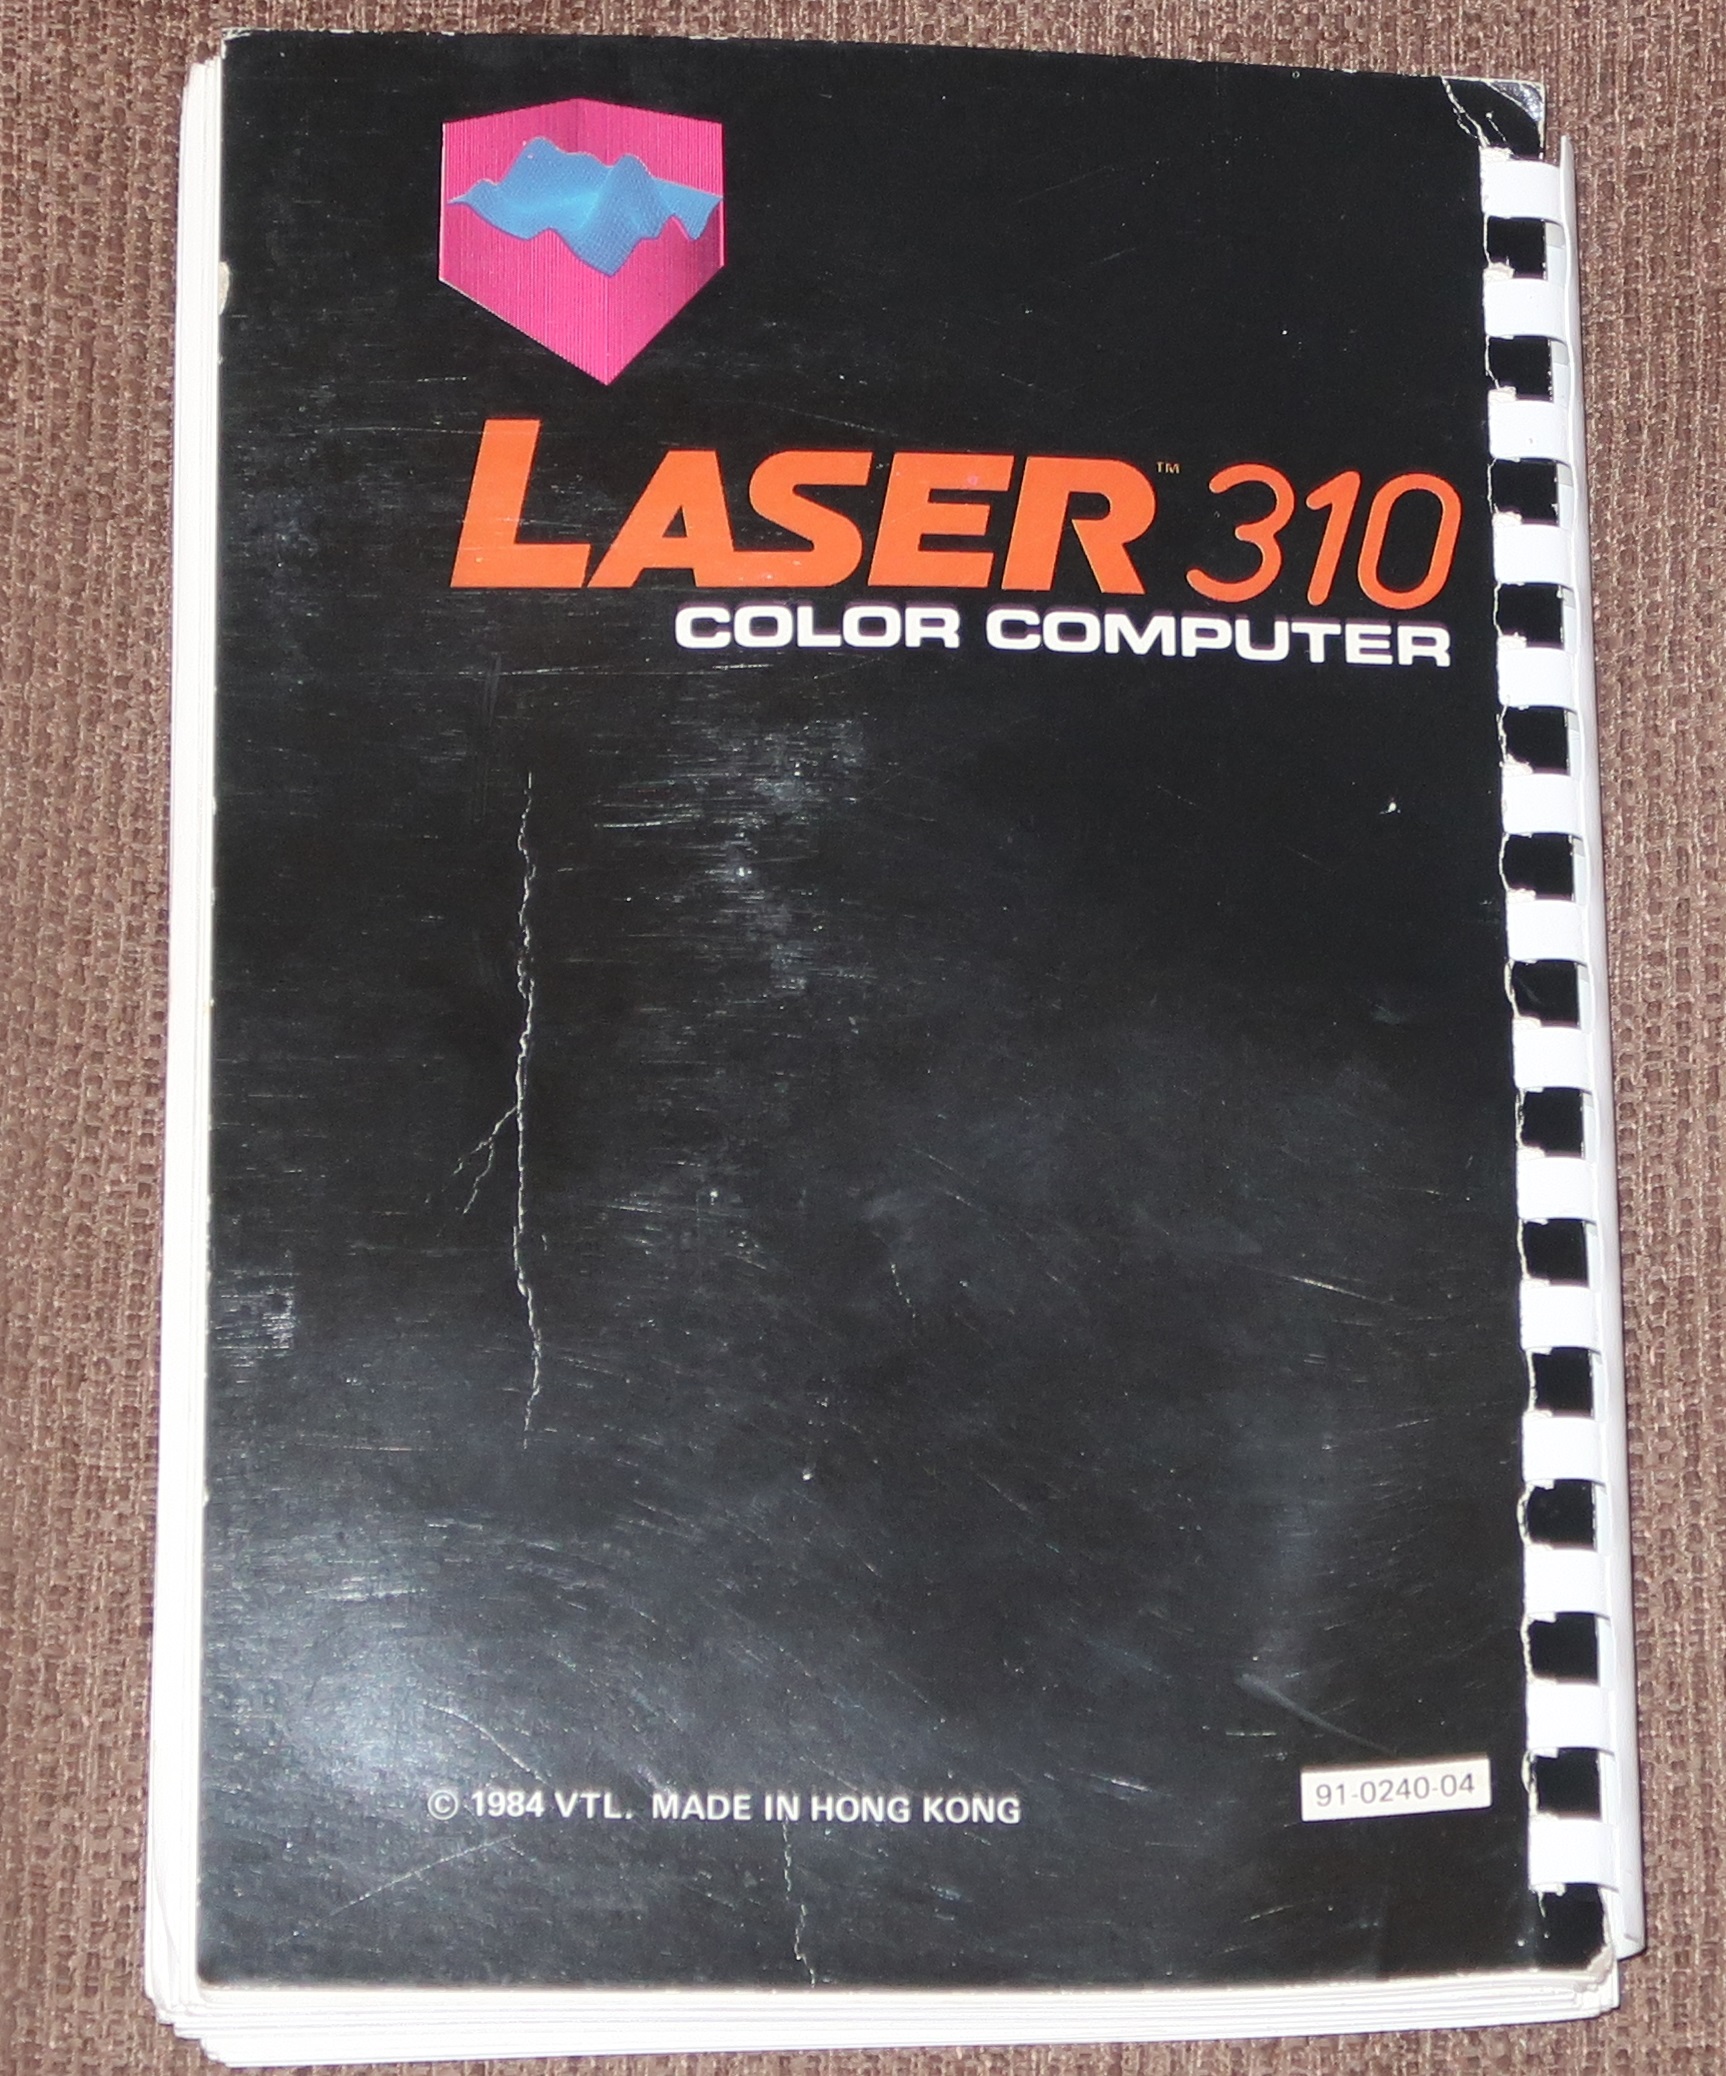 LASER™ 310
COLOR COMPUTER
© 1984 VTL. MADE IN HONG KONG
91-0240-04